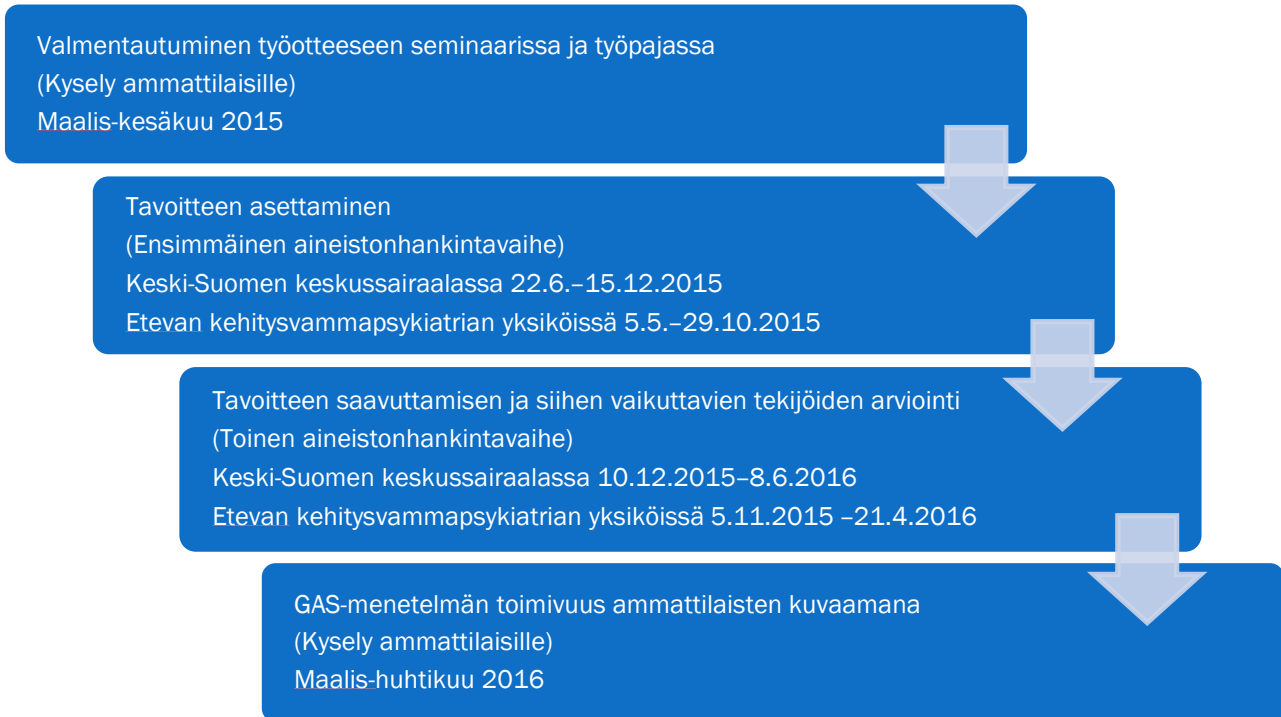 Valmentautuminen työotteeseen seminaarissa ja työpajassa
(Kysely ammattilaisille)
Maalis-kesäkuu 2015
Tavoitteen asettaminen
(Ensimmäinen aineistonhankintavaihe)
Keski-Suomen keskussairaalassa 22.6.–15.12.2015
Etevan kehitysvammapsykiatrian yksiköissä 5.5.–29.10.2015
Tavoitteen saavuttamisen ja siihen vaikuttavien tekijöiden arviointi
(Toinen aineistonhankintavaihe)
Keski-Suomen keskussairaalassa 10.12.2015–8.6.2016
Etevan kehitysvammapsykiatrian yksiköissä 5.11.2015 –21.4.2016
GAS-menetelmän toimivuus ammattilaisten kuvaamana
(Kysely ammattilaisille)
Maalis-huhtikuu 2016